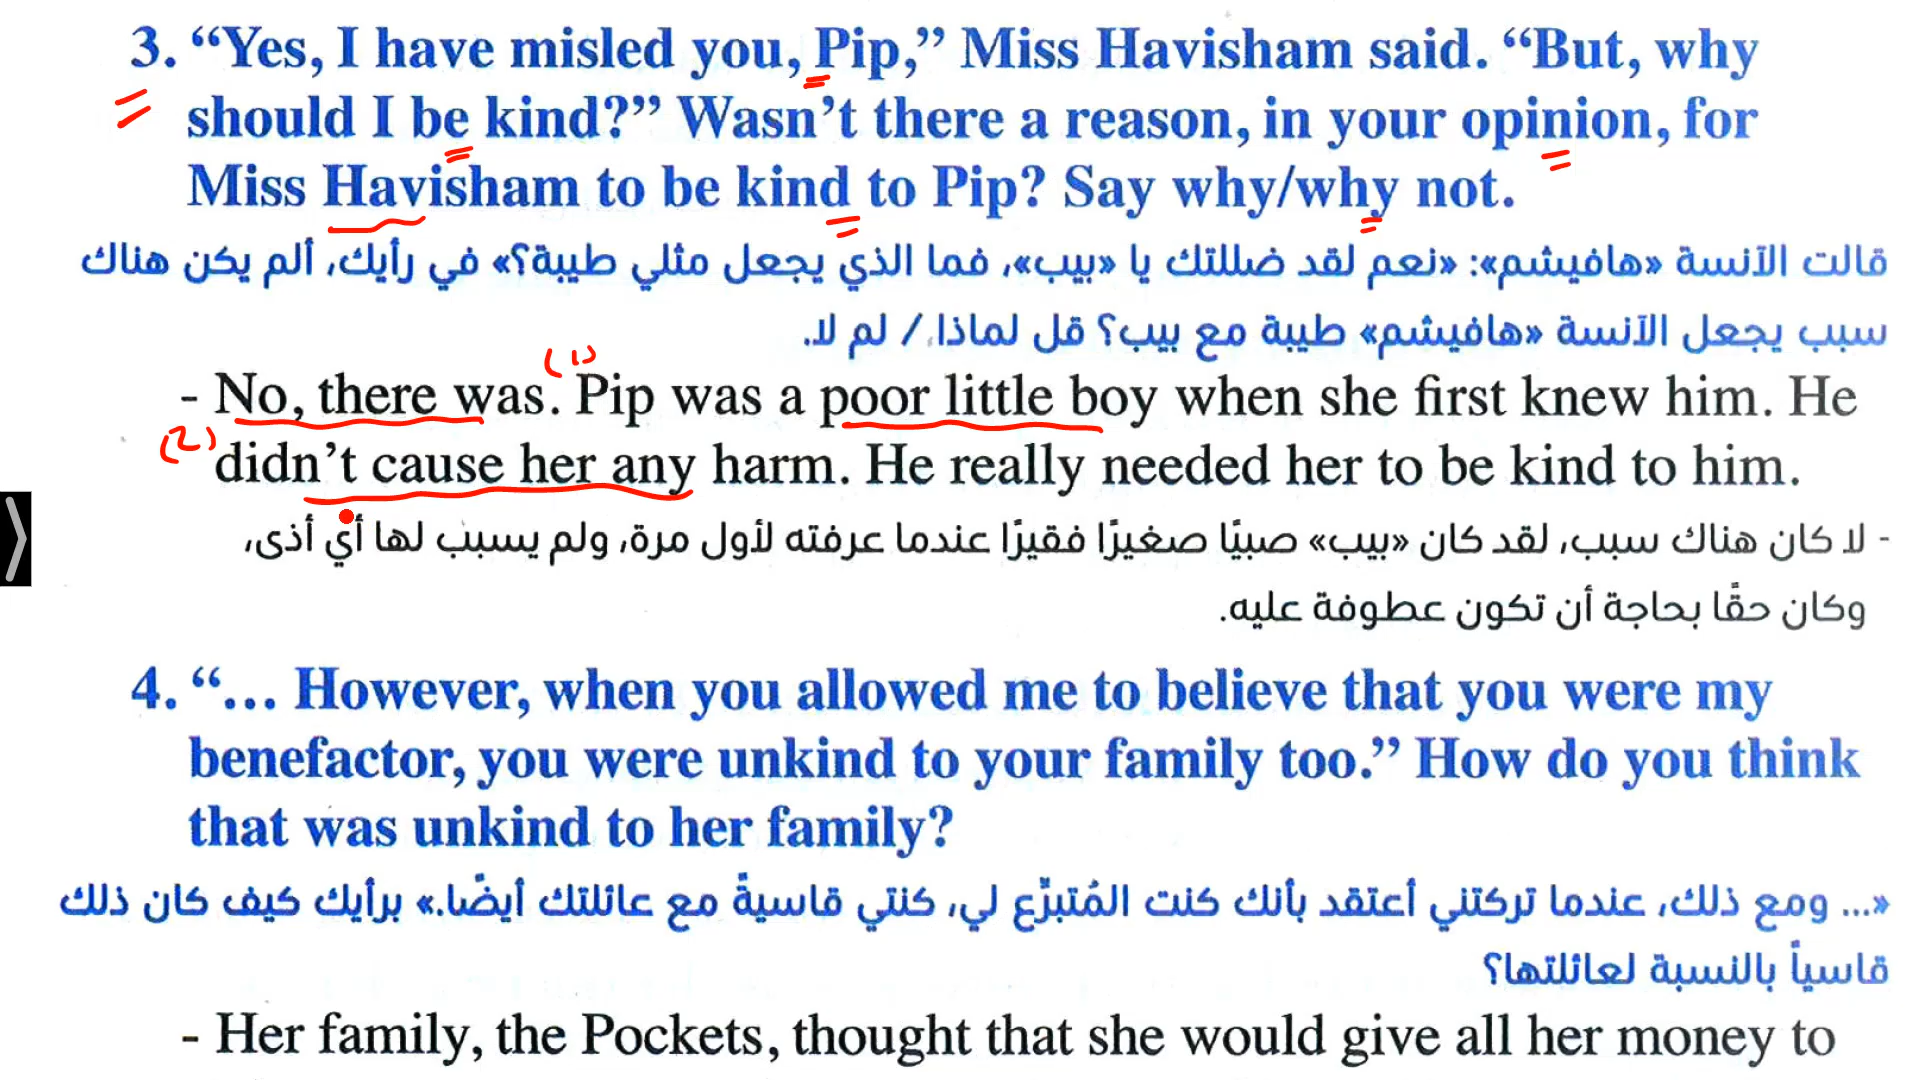 3. “Yes, I have misled you, Pip,” Miss Havisham said. “But, why
should I be kind?” Wasn’t there a reason, in your opinion, for
Miss Havisham to be kind to Pip? Say why/why not.
قالت الآنسة «هافيشم»: «نعم لقد ضللتك يا «بيب»، فما الذي يجعل مثلي طيبة؟» في رأيك، ألم يكن هناك
سبب يجعل الآنسة «هافيشم» طيبة مع بيب؟ قل لماذا. / لم لا.
(1)
- No, there was. Pip was a poor little boy when she first knew him. He
(2)
didn’t cause her any harm. He really needed her to be kind to him.
- لا كان هناك سبب، لقد كان «بيب» صبيًا صغيرًا فقيرًا عندما عرفته لأول مرة، ولم يسبب لها أي أذى،
وكان حقًا بحاجة أن تكون عطوفة عليه.
4. “... However, when you allowed me to believe that you were my
benefactor, you were unkind to your family too.” How do you think
that was unkind to her family?
«... ومع ذلك، عندما تركتني أعتقد بأنك كنت المُتبرِّع لي، كنتي قاسيةً مع عائلتك أيضًا.» برأيك كيف كان ذلك
قاسياً بالنسبة لعائلتها؟
- Her family, the Pockets, thought that she would give all her money to